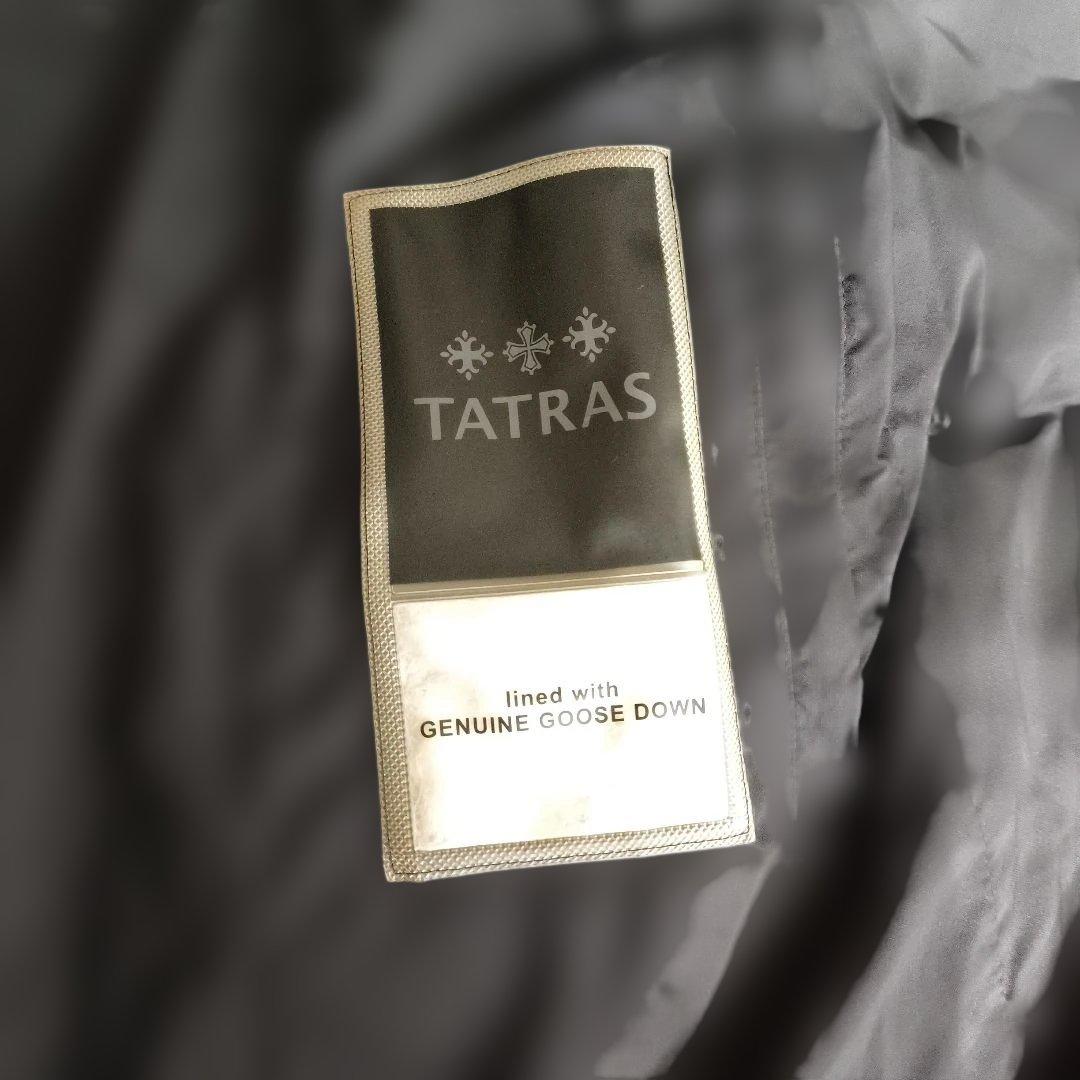 TATRAS
lined with
GENUINE GOOSE DOWN